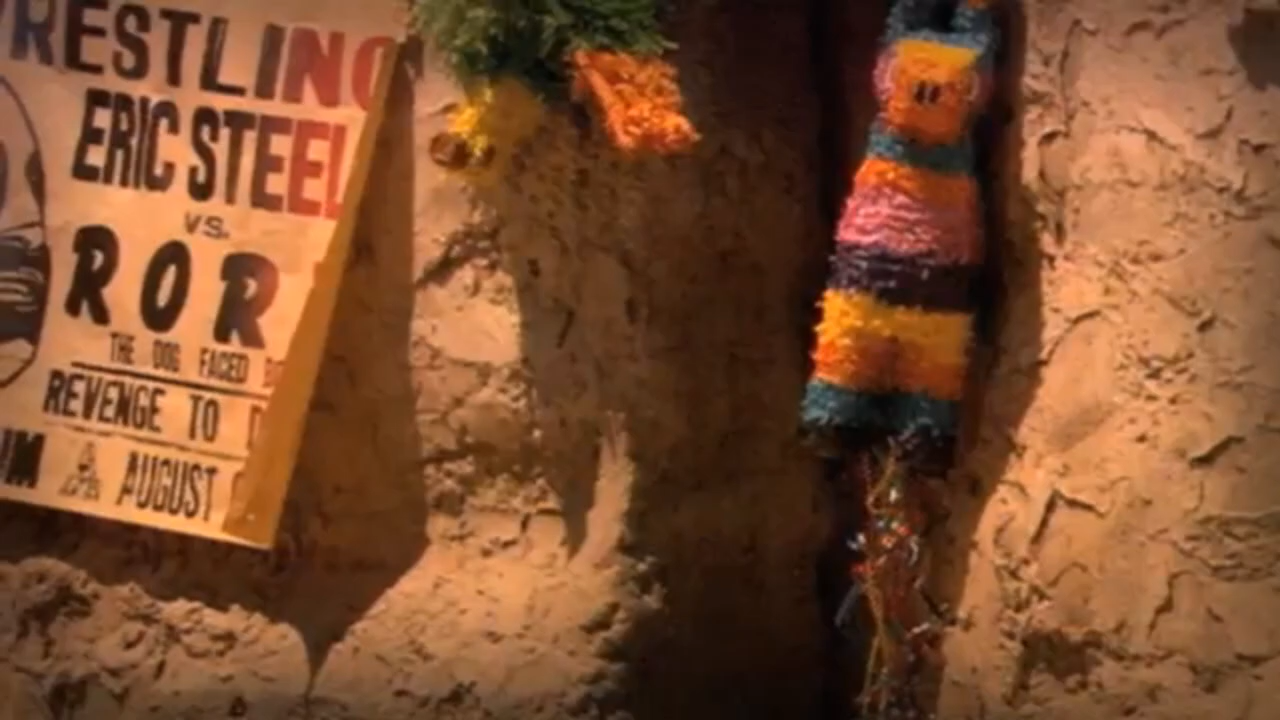 RESTLING
ERIC STEEL
VS.
ROR
THE DOG FACED B
REVENGE TO D
UM AUGUST